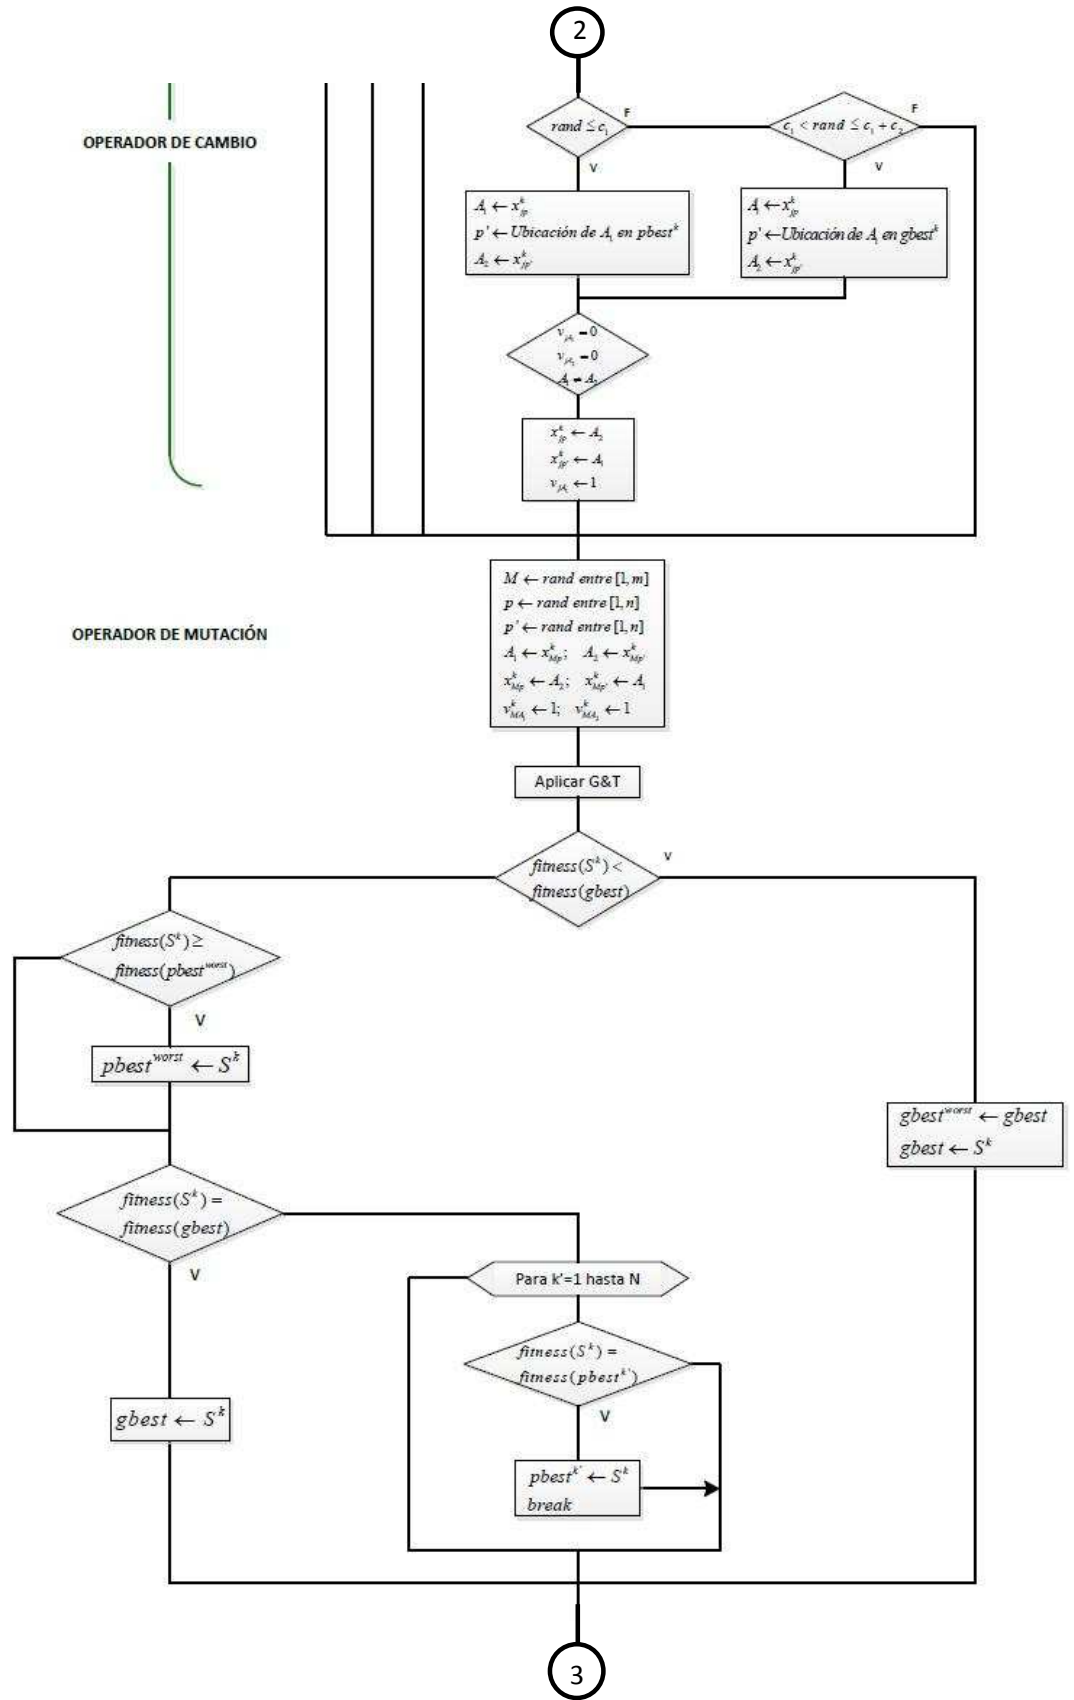 2
OPERADOR DE CAMBIO
rand ≤ c₁
F
V
c₁ < rand ≤ c₁ + c₂
F
V
A₁ ← x^k_jp
p' ← Ubicación de A₁ en pbest^k
A₂ ← x^k_jp'
A₁ ← x^k_jp
p' ← Ubicación de A₁ en gbest^k
A₂ ← x^k_jp'
v_jA₁ = 0
v_jA₂ = 0
x^k_jp ← A₂
x^k_jp' ← A₁
v_jA₁ ← 1
OPERADOR DE MUTACIÓN
M ← rand entre [1, m]
p ← rand entre [1, n]
p' ← rand entre [1, n]
A₁ ← x^k_Mp; A₂ ← x^k_Mp'
x^k_Mp ← A₂; x^k_Mp' ← A₁
v^k_MA₁ ← 1; v^k_MA₂ ← 1
Aplicar G&T
fitness(S^k) <
fitness(gbest)
V
fitness(S^k) ≥
fitness(pbest^worst)
V
pbest^worst ← S^k
gbest^worst ← gbest
gbest ← S^k
fitness(S^k) =
fitness(gbest)
V
Para k'=1 hasta N
fitness(S^k) =
fitness(pbest^k')
V
gbest ← S^k
pbest^k' ← S^k
break
3